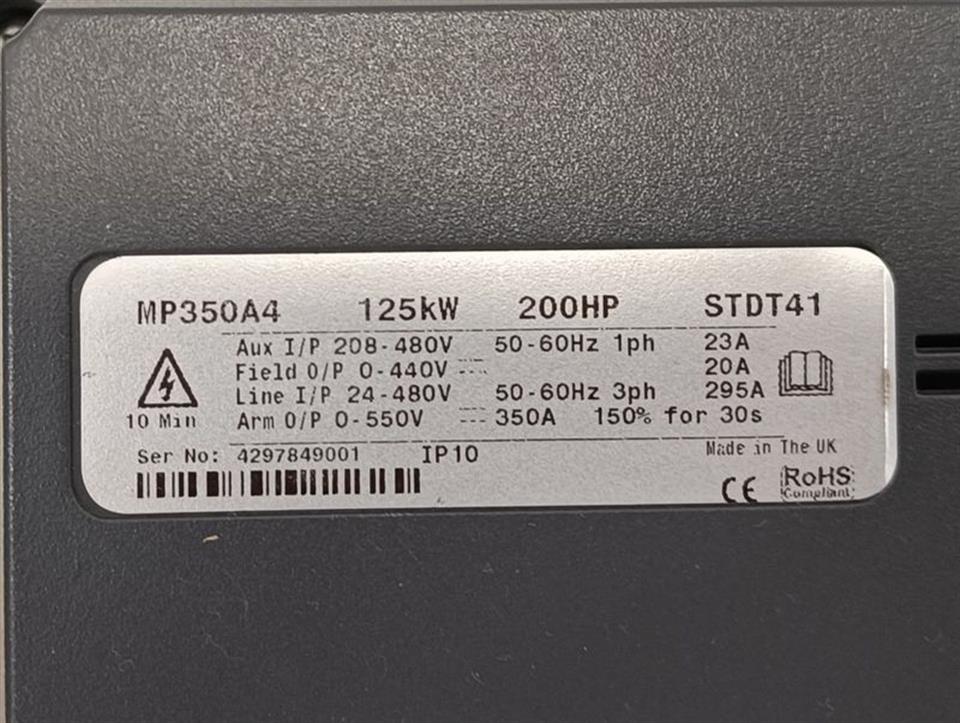 MP350A4 125kW 200HP STDT41
Aux I/P 208-480V 50-60Hz 1ph 23A
Field O/P 0-440V 20A
Line I/P 24-480V 50-60Hz 3ph 295A
10 Min Arm O/P 0-550V 350A 150% for 30s
Ser No: 4297849001 IP10 Made in The UK
CE RoHS
Compliant